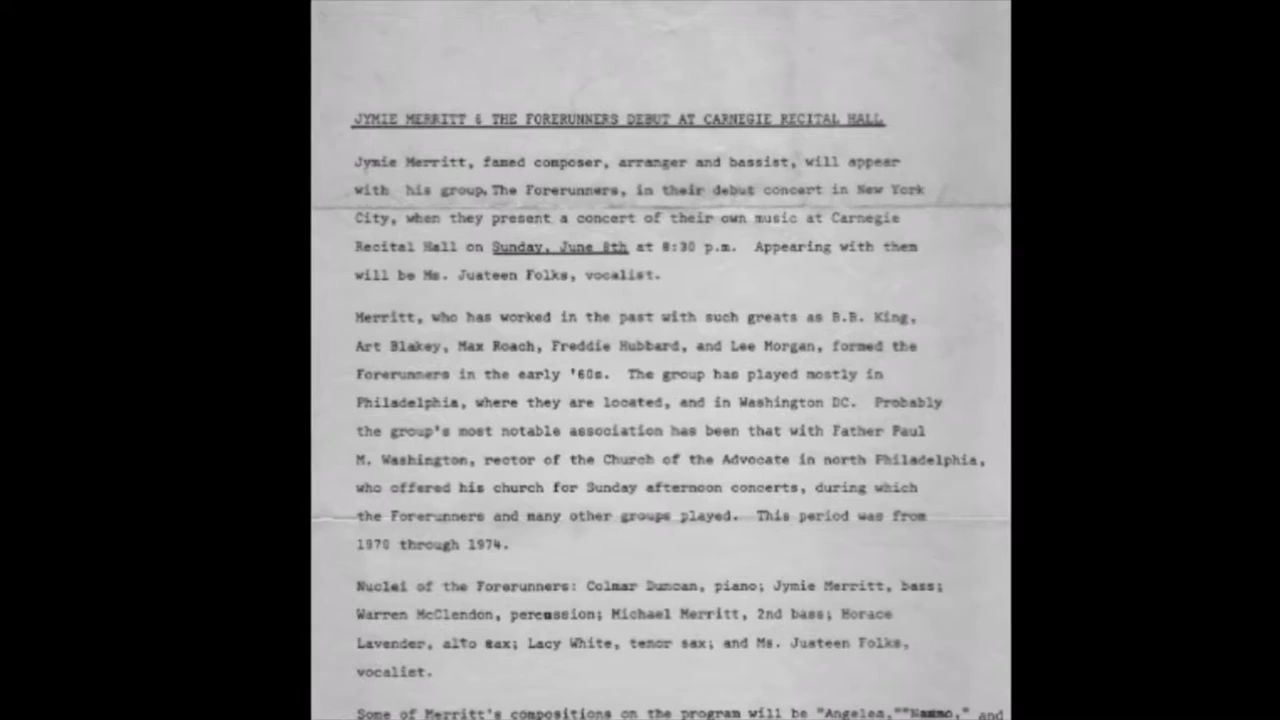 JYMIE MERRITT & THE FORERUNNERS DEBUT AT CARNEGIE RECITAL HALL
Jymie Merritt, famed composer, arranger and bassist, will appear
with his group, The Forerunners, in their debut concert in New York
City, when they present a concert of their own music at Carnegie
Recital Hall on Sunday, June 8th at 8:30 p.m. Appearing with them
will be Ms. Justeen Folks, vocalist.
Merritt, who has worked in the past with such greats as B.B. King,
Art Blakey, Max Roach, Freddie Hubbard, and Lee Morgan, formed the
Forerunners in the early '60s. The group has played mostly in
Philadelphia, where they are located, and in Washington DC. Probably
the group's most notable association has been that with Father Paul
M. Washington, rector of the Church of the Advocate in north Philadelphia,
who offered his church for Sunday afternoon concerts, during which
the Forerunners and many other groups played. This period was from
1970 through 1974.
Nuclei of the Forerunners: Colmar Duncan, piano; Jymie Merritt, bass;
Warren McClendon, percussion; Michael Merritt, 2nd bass; Horace
Lavender, alto sax; Lacy White, tenor sax; and Ms. Justeen Folks,
vocalist.
Some of Merritt's compositions on the program will be "Angelea," and